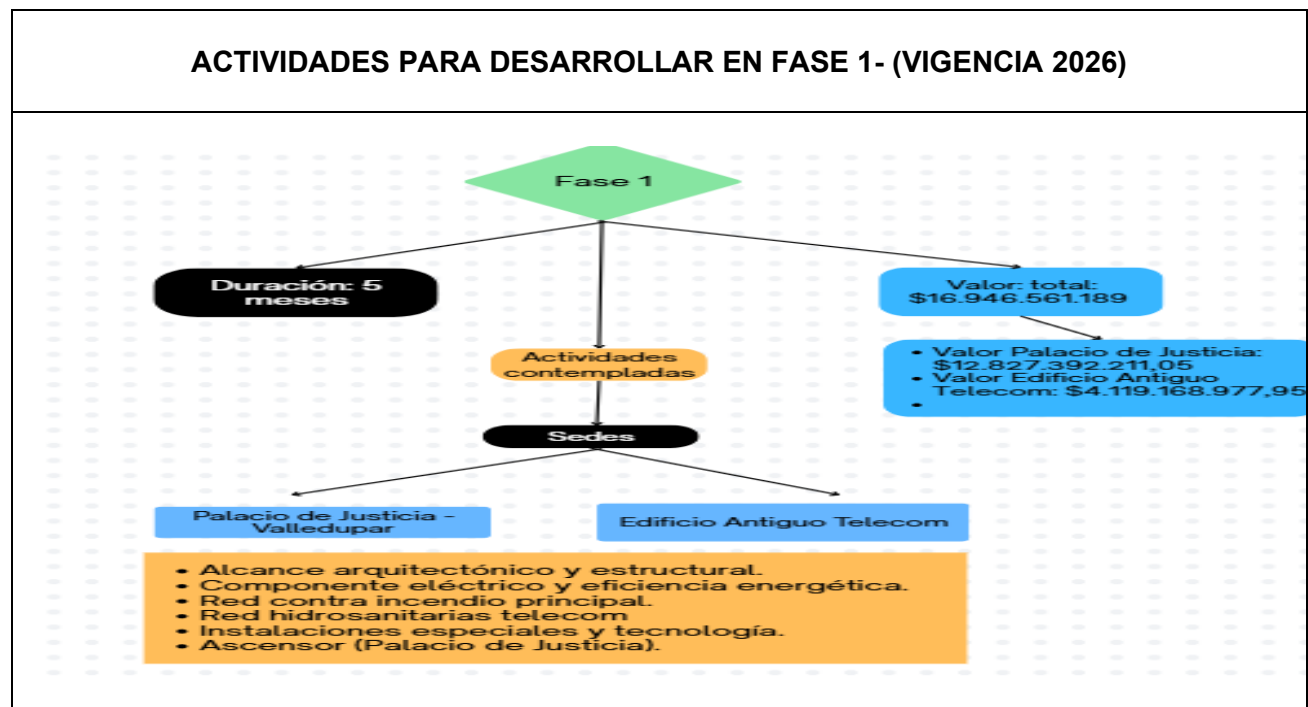 ACTIVIDADES PARA DESARROLLAR EN FASE 1- (VIGENCIA 2026)
Fase 1
Duración: 5
meses
Valor: total:
$16.946.561.189
Actividades
contempladas
• Valor Palacio de Justicia:
$12.827.392.211,05
• Valor Edificio Antiguo
Telecom: $4.119.168.977,95
•
Sedes
Palacio de Justicia -
Valledupar
Edificio Antiguo Telecom
• Alcance arquitectónico y estructural.
• Componente eléctrico y eficiencia energética.
• Red contra incendio principal.
• Red hidrosanitarias telecom
• Instalaciones especiales y tecnología.
• Ascensor (Palacio de Justicia).